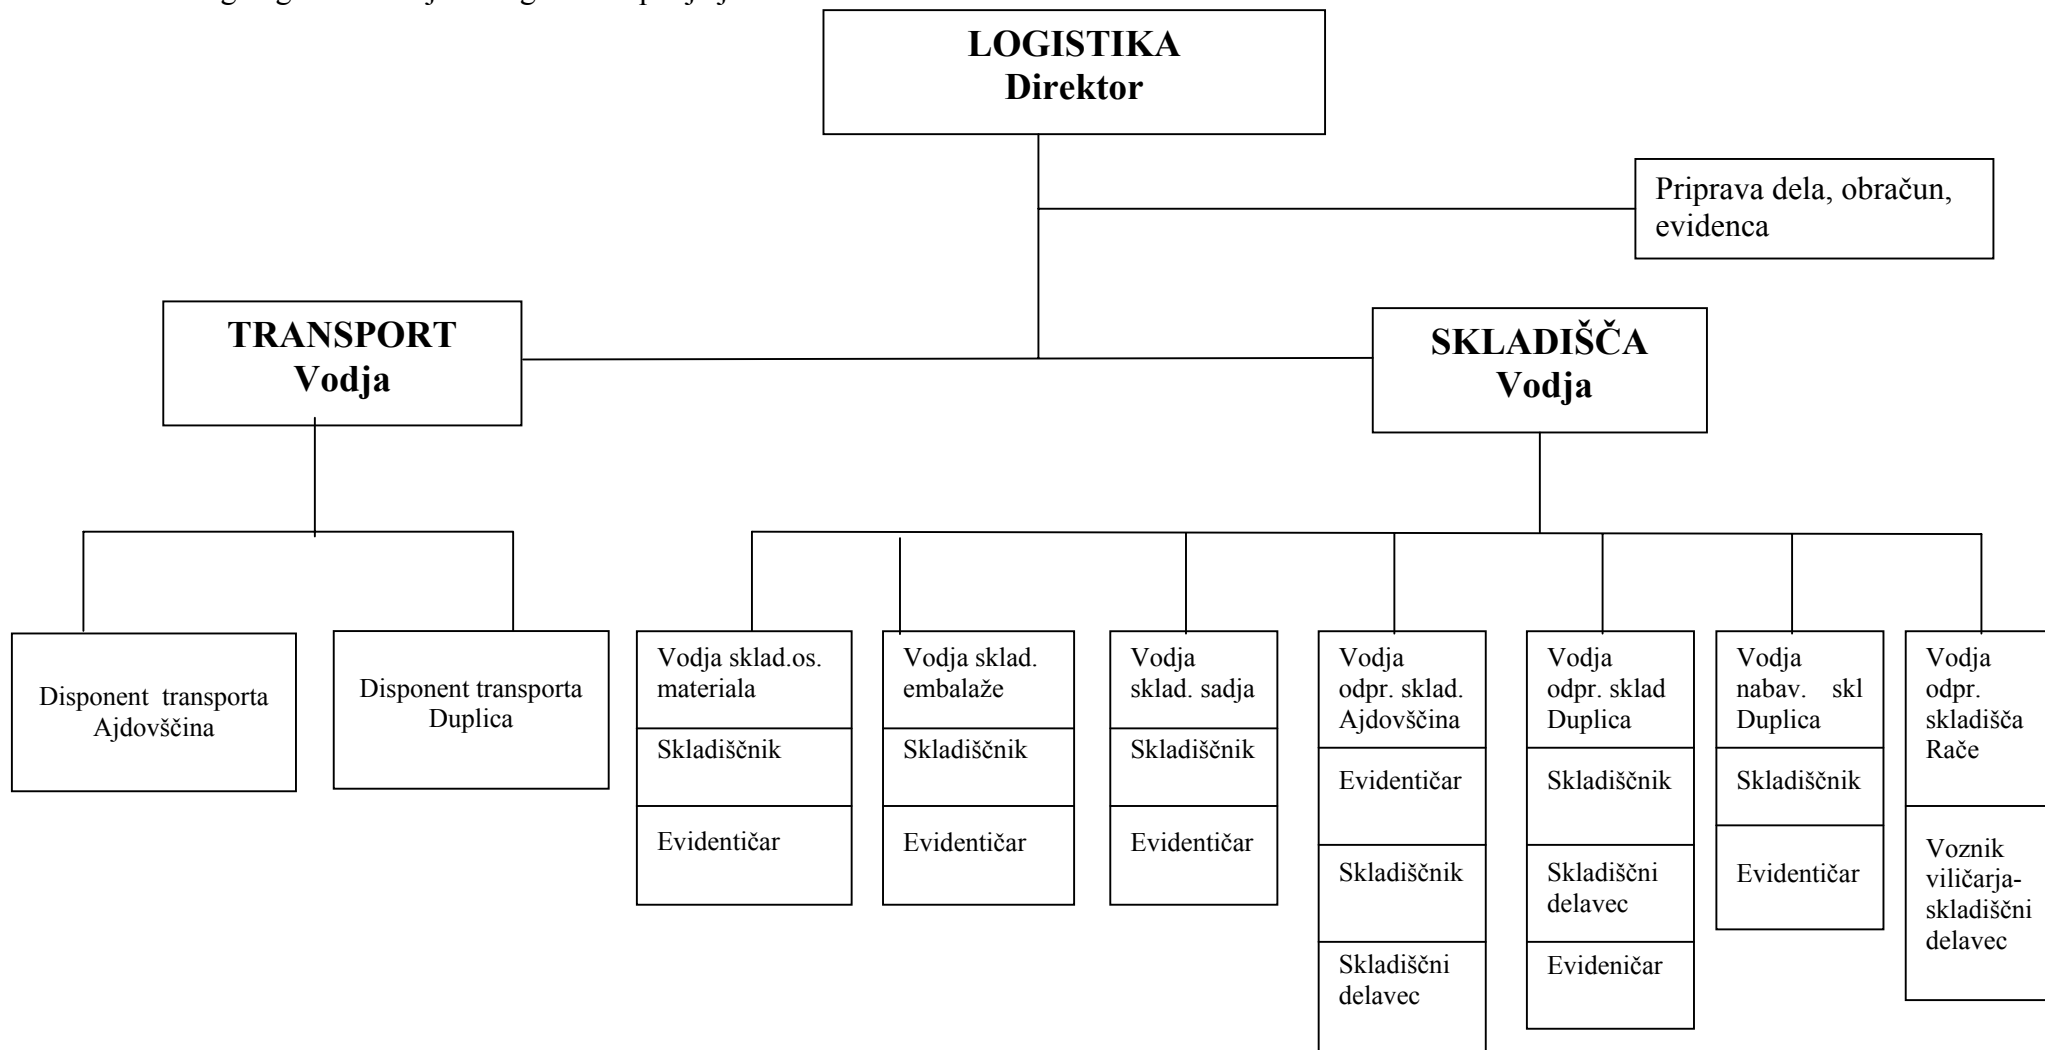 LOGISTIKA
Direktor
Priprava dela, obračun,
evidenca
TRANSPORT
Vodja
SKLADIŠČA
Vodja
Disponent transporta
Ajdovščina
Disponent transporta
Duplica
Vodja sklad.os.
materiala
Skladiščnik
Evidentičar
Vodja sklad.
embalaže
Skladiščnik
Evidentičar
Vodja
sklad. sadja
Skladiščnik
Evidentičar
Vodja
odpr. sklad.
Ajdovščina
Evidentičar
Skladiščnik
Skladiščni
delavec
Vodja
odpr. sklad
Duplica
Skladiščnik
Skladiščni
delavec
Evideničar
Vodja
nabav. skl
Duplica
Skladiščnik
Evidentičar
Vodja
odpr.
skladišča
Rače
Voznik
viličarja-
skladiščni
delavec